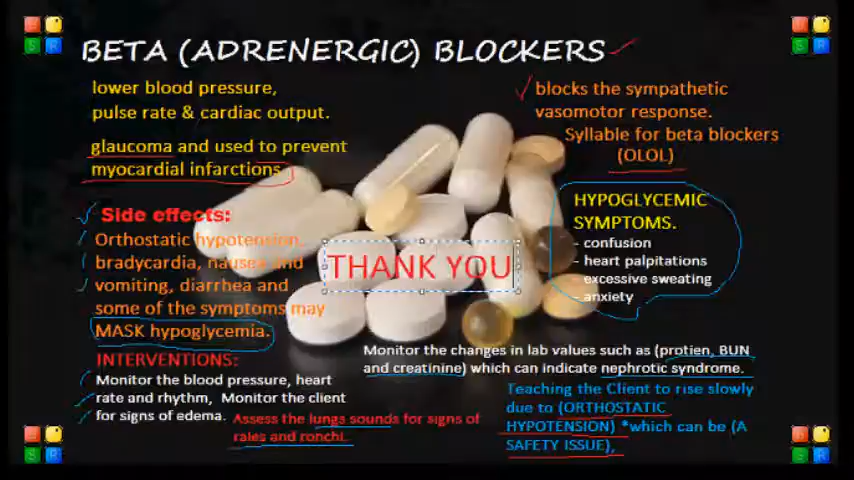 BETA (ADRENERGIC) BLOCKERS
lower blood pressure,
pulse rate & cardiac output.
glaucoma and used to prevent
myocardial infarctions
blocks the sympathetic
vasomotor response.
Syllable for beta blockers
(OLOL)
Side effects:
Orthostatic hypotension,
bradycardia, nausea and
vomiting, diarrhea and
some of the symptoms may
MASK hypoglycemia.
THANK YOU
HYPOGLYCEMIC
SYMPTOMS.
- confusion
- heart palpitations
- excessive sweating
- anxiety
INTERVENTIONS:
Monitor the blood pressure, heart
rate and rhythm, Monitor the client
for signs of edema.
Assess the lungs sounds for signs of
rales and ronchi.
Monitor the changes in lab values such as (protien, BUN
and creatinine) which can indicate nephrotic syndrome.
Teaching the Client to rise slowly
due to (ORTHOSTATIC
HYPOTENSION) *which can be (A
SAFETY ISSUE),